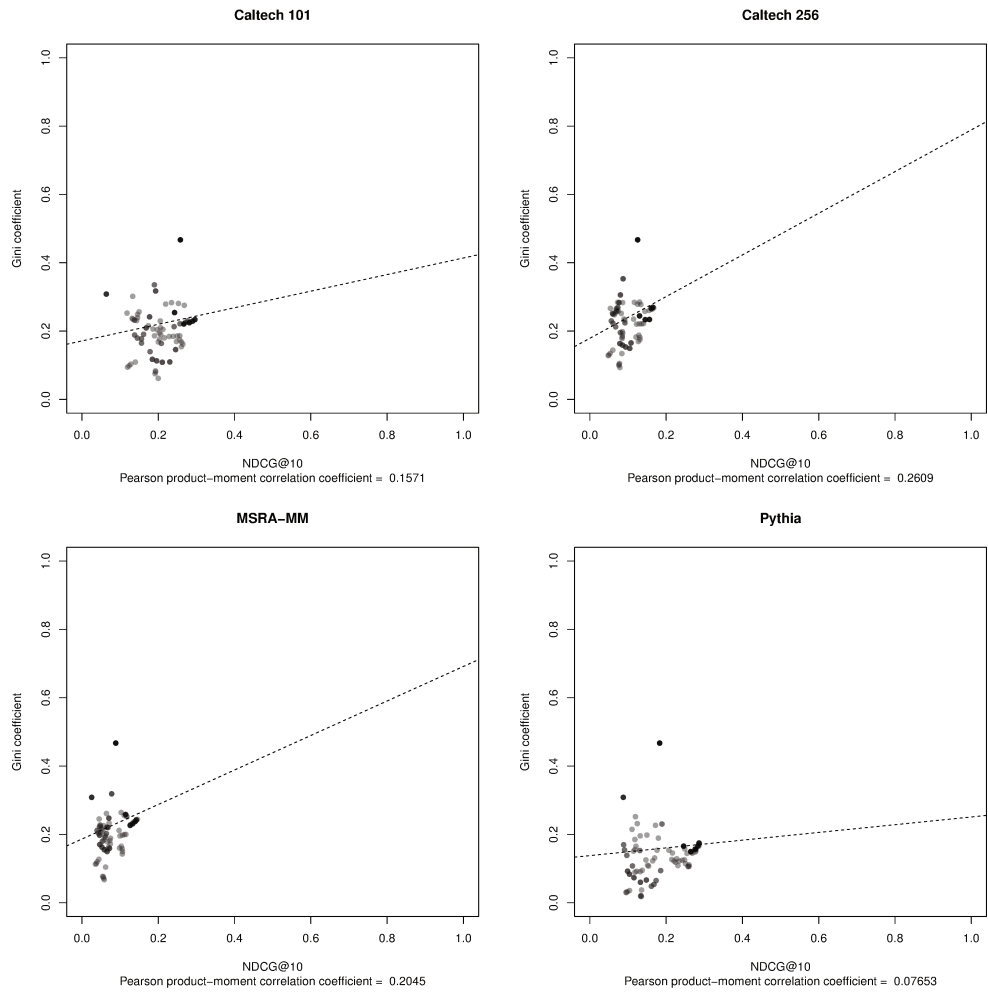 Caltech 101
Gini coefficient
1.0
0.8
0.6
0.4
0.2
0.0
0.0 0.2 0.4 0.6 0.8 1.0
NDCG@10
Pearson product−moment correlation coefficient = 0.1571
Caltech 256
Gini coefficient
1.0
0.8
0.6
0.4
0.2
0.0
0.0 0.2 0.4 0.6 0.8 1.0
NDCG@10
Pearson product−moment correlation coefficient = 0.2609
MSRA−MM
Gini coefficient
1.0
0.8
0.6
0.4
0.2
0.0
0.0 0.2 0.4 0.6 0.8 1.0
NDCG@10
Pearson product−moment correlation coefficient = 0.2045
Pythia
Gini coefficient
1.0
0.8
0.6
0.4
0.2
0.0
0.0 0.2 0.4 0.6 0.8 1.0
NDCG@10
Pearson product−moment correlation coefficient = 0.07653